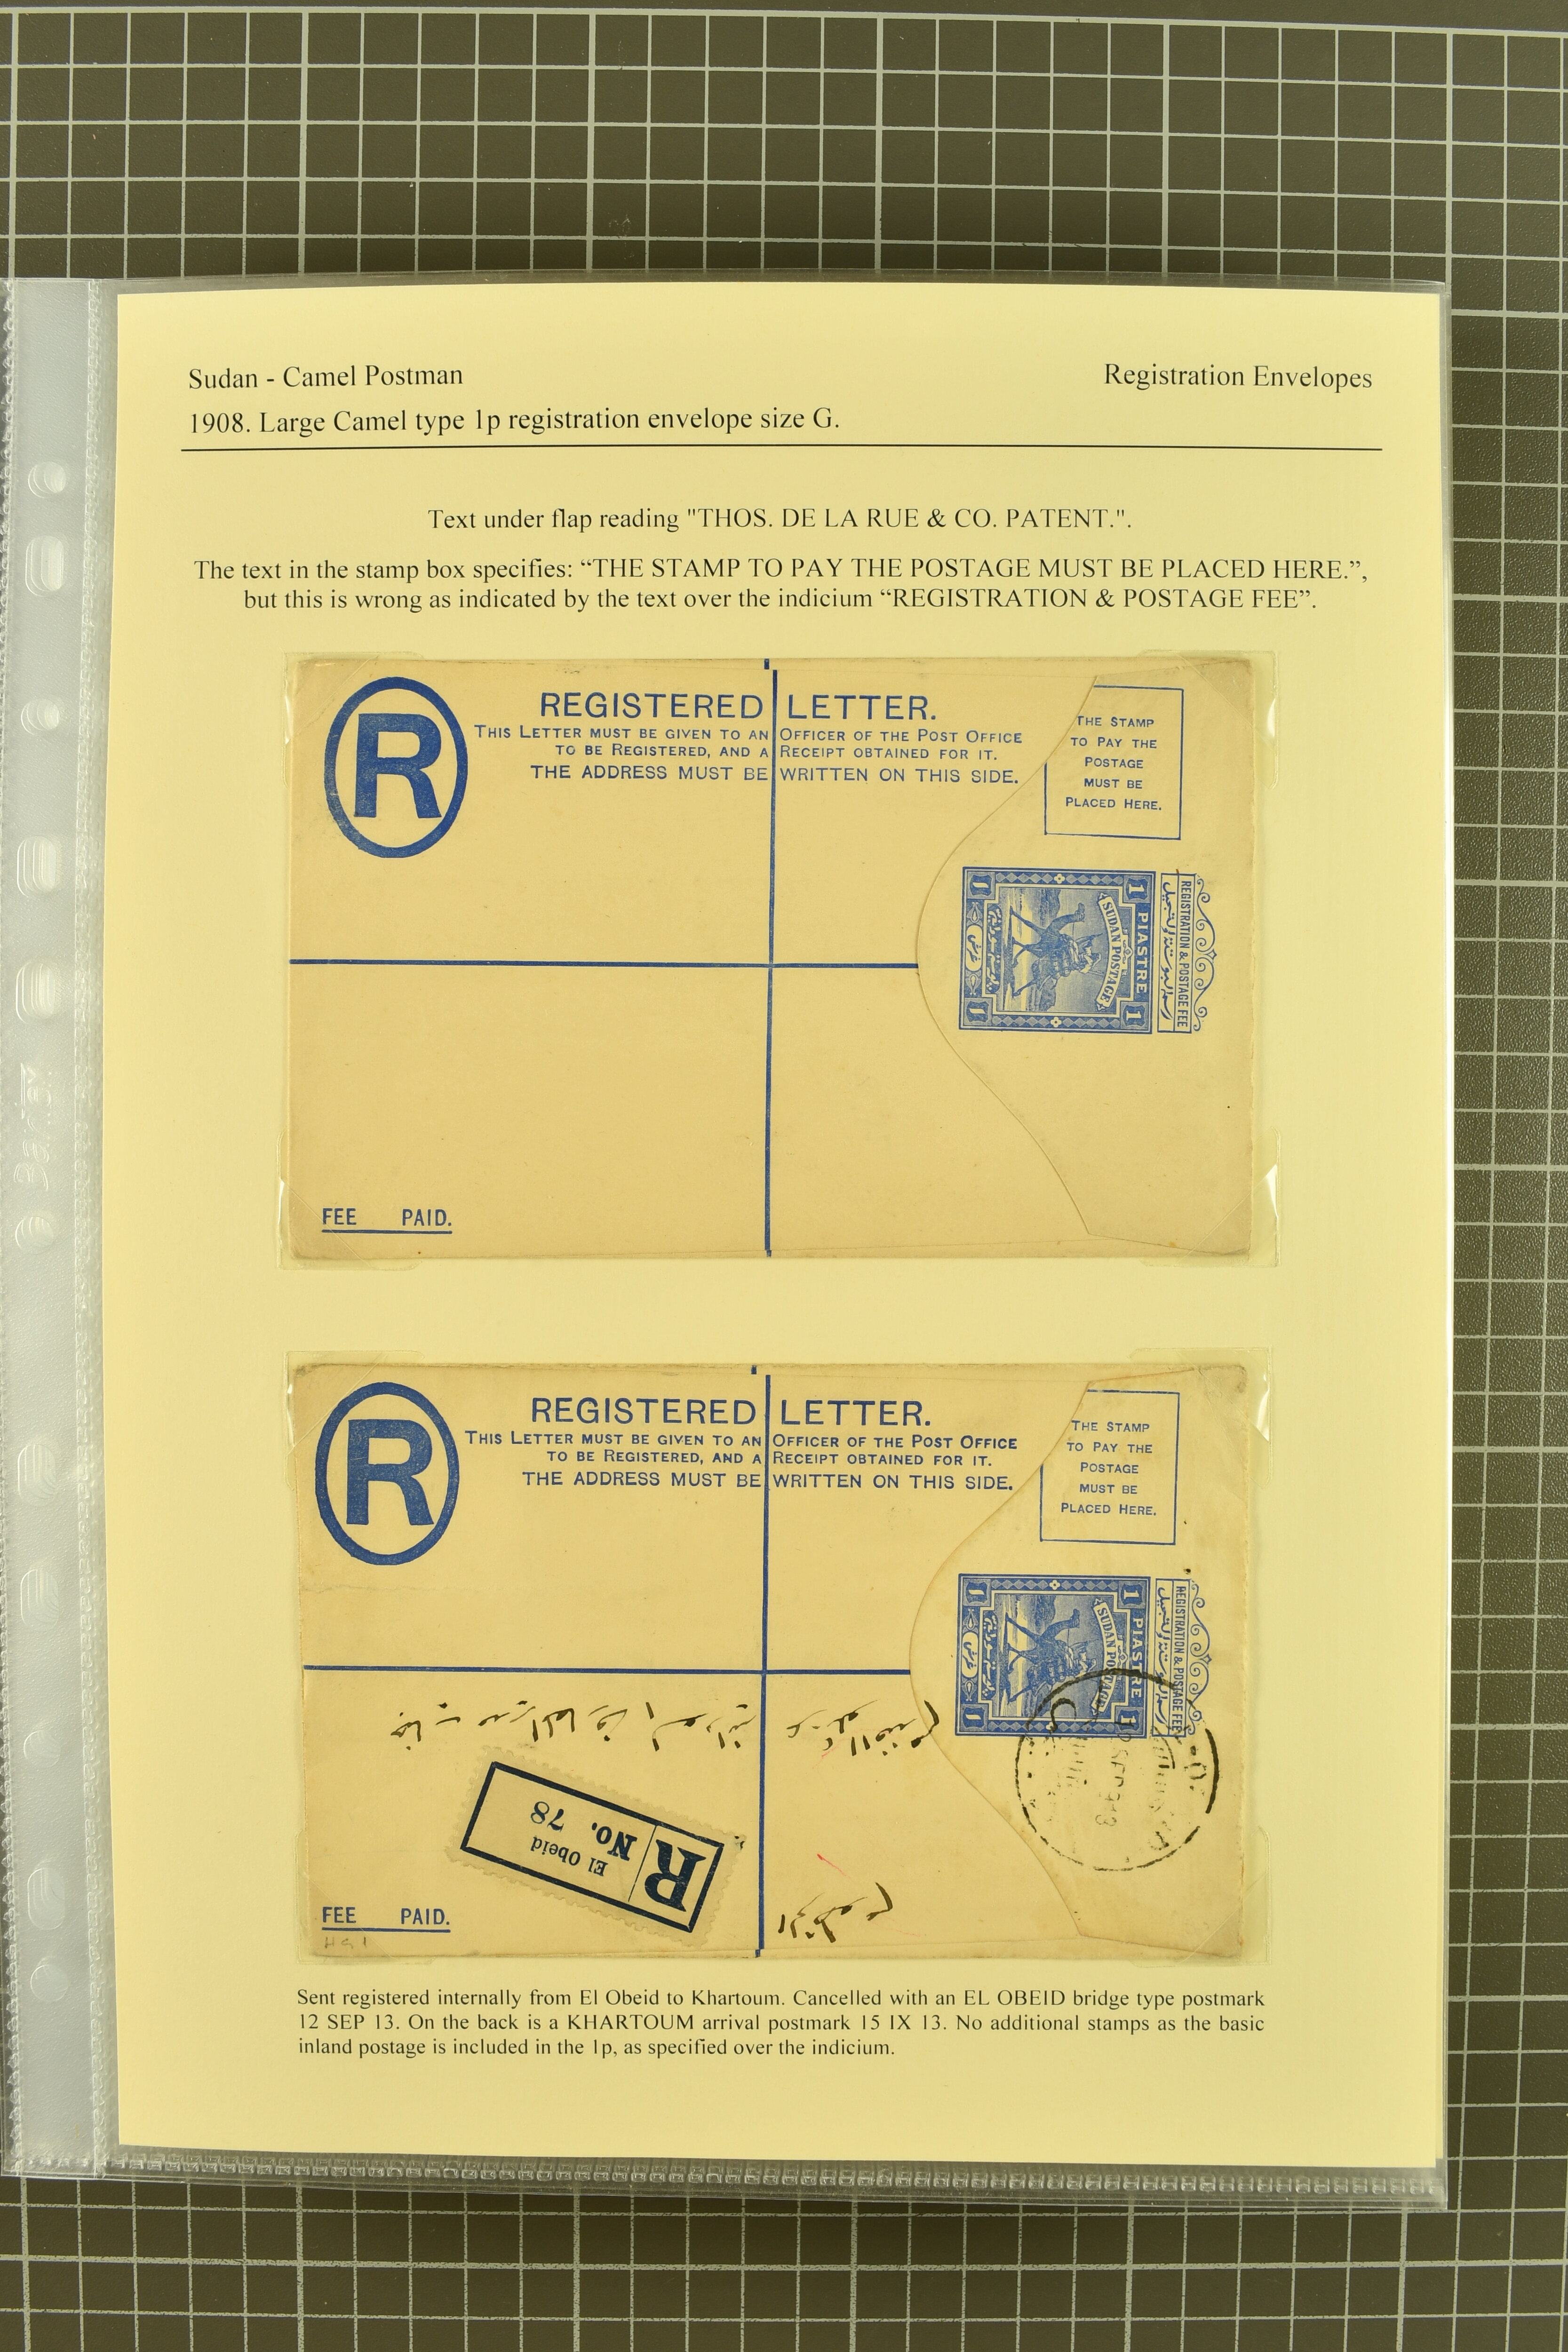 Sudan - Camel Postman
Registration Envelopes
1908. Large Camel type 1p registration envelope size G.
Text under flap reading "THOS. DE LA RUE & CO. PATENT.".
The text in the stamp box specifies: “THE STAMP TO PAY THE POSTAGE MUST BE PLACED HERE.”,
but this is wrong as indicated by the text over the indicium “REGISTRATION & POSTAGE FEE”.
R
REGISTERED LETTER.
THIS LETTER MUST BE GIVEN TO AN OFFICER OF THE POST OFFICE
TO BE REGISTERED, AND A RECEIPT OBTAINED FOR IT.
THE ADDRESS MUST BE WRITTEN ON THIS SIDE.
THE STAMP
TO PAY THE
POSTAGE
MUST BE
PLACED HERE.
REGISTRATION & POSTAGE FEE
1 PIASTRE 1
SUDAN POSTAGE
FEE PAID.
R
REGISTERED LETTER.
THIS LETTER MUST BE GIVEN TO AN OFFICER OF THE POST OFFICE
TO BE REGISTERED, AND A RECEIPT OBTAINED FOR IT.
THE ADDRESS MUST BE WRITTEN ON THIS SIDE.
THE STAMP
TO PAY THE
POSTAGE
MUST BE
PLACED HERE.
REGISTRATION & POSTAGE FEE
1 PIASTRE 1
SUDAN POSTAGE
R
El Obeid
No. 78
الخرطوم
FEE PAID.
HG 1
Sent registered internally from El Obeid to Khartoum. Cancelled with an EL OBEID bridge type postmark
12 SEP 13. On the back is a KHARTOUM arrival postmark 15 IX 13. No additional stamps as the basic
inland postage is included in the 1p, as specified over the indicium.